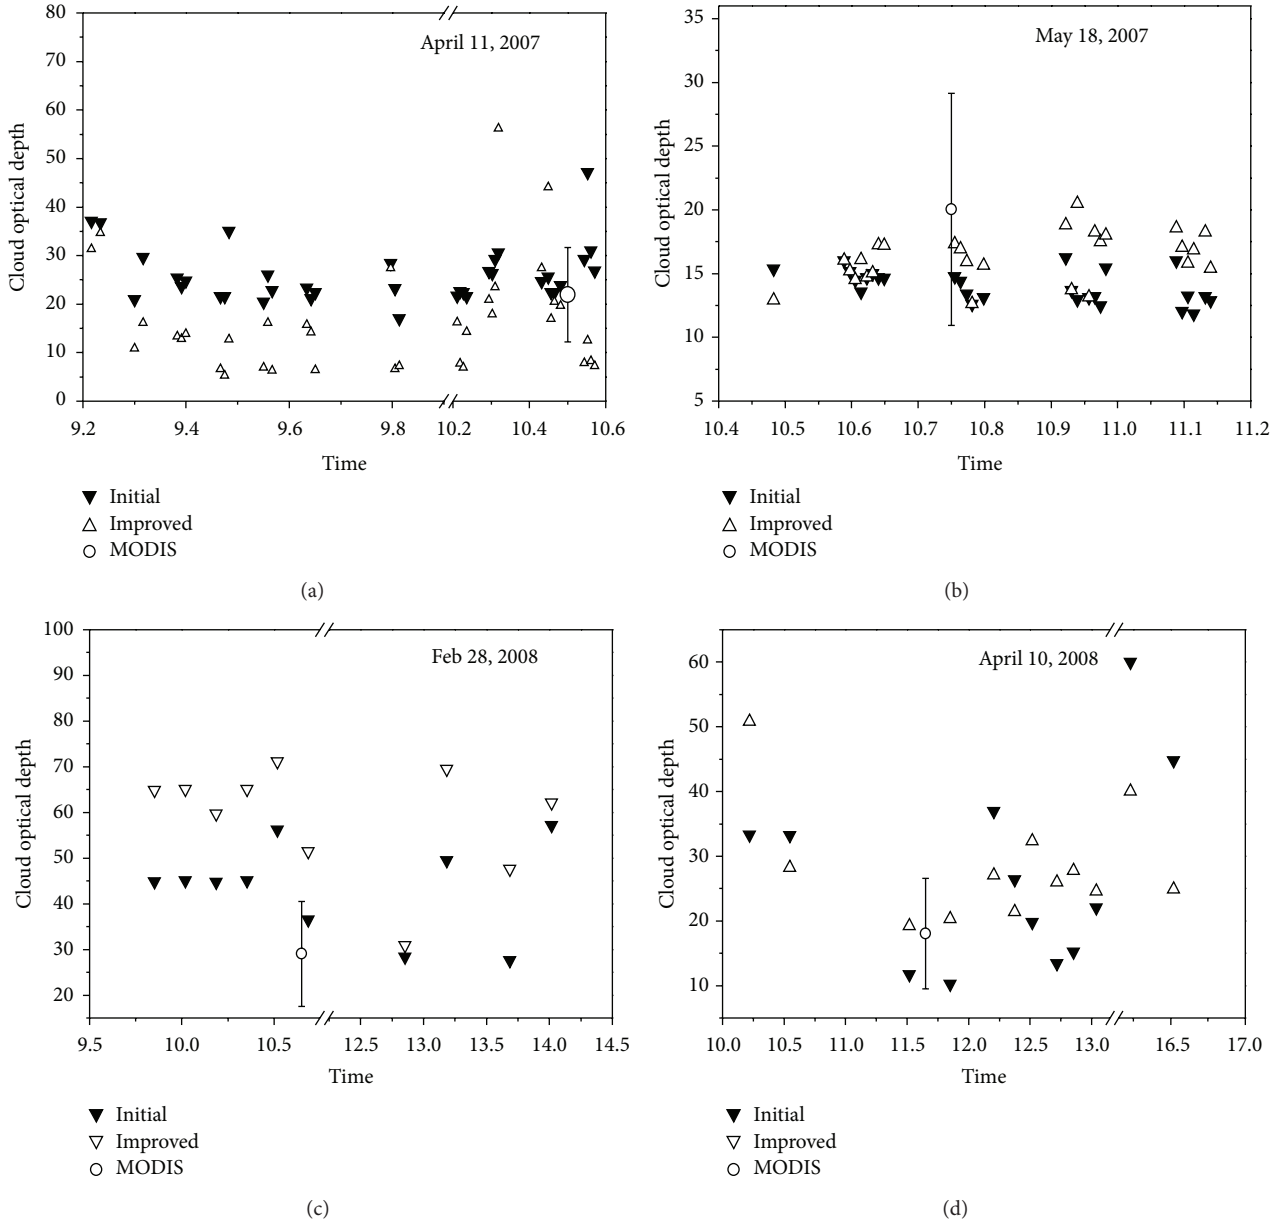 April 11, 2007
Cloud optical depth
80
70
60
50
40
30
20
10
0
9.2 9.4 9.6 9.8 10.2 10.4 10.6
Time
Initial
Improved
MODIS
(a)
May 18, 2007
Cloud optical depth
35
30
25
20
15
10
5
10.4 10.5 10.6 10.7 10.8 10.9 11.0 11.1 11.2
Time
Initial
Improved
MODIS
(b)
Feb 28, 2008
Cloud optical depth
100
90
80
70
60
50
40
30
20
9.5 10.0 10.5 12.5 13.0 13.5 14.0 14.5
Time
Initial
Improved
MODIS
(c)
April 10, 2008
Cloud optical depth
60
50
40
30
20
10
10.0 10.5 11.0 11.5 12.0 12.5 13.0 16.5 17.0
Time
Initial
Improved
MODIS
(d)